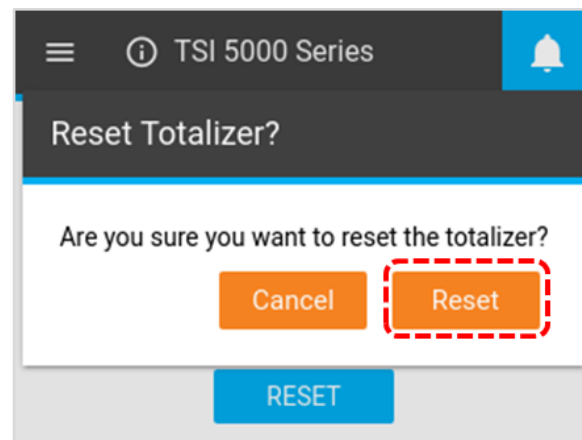 TSI 5000 Series
Reset Totalizer?
Are you sure you want to reset the totalizer?
Cancel Reset
RESET